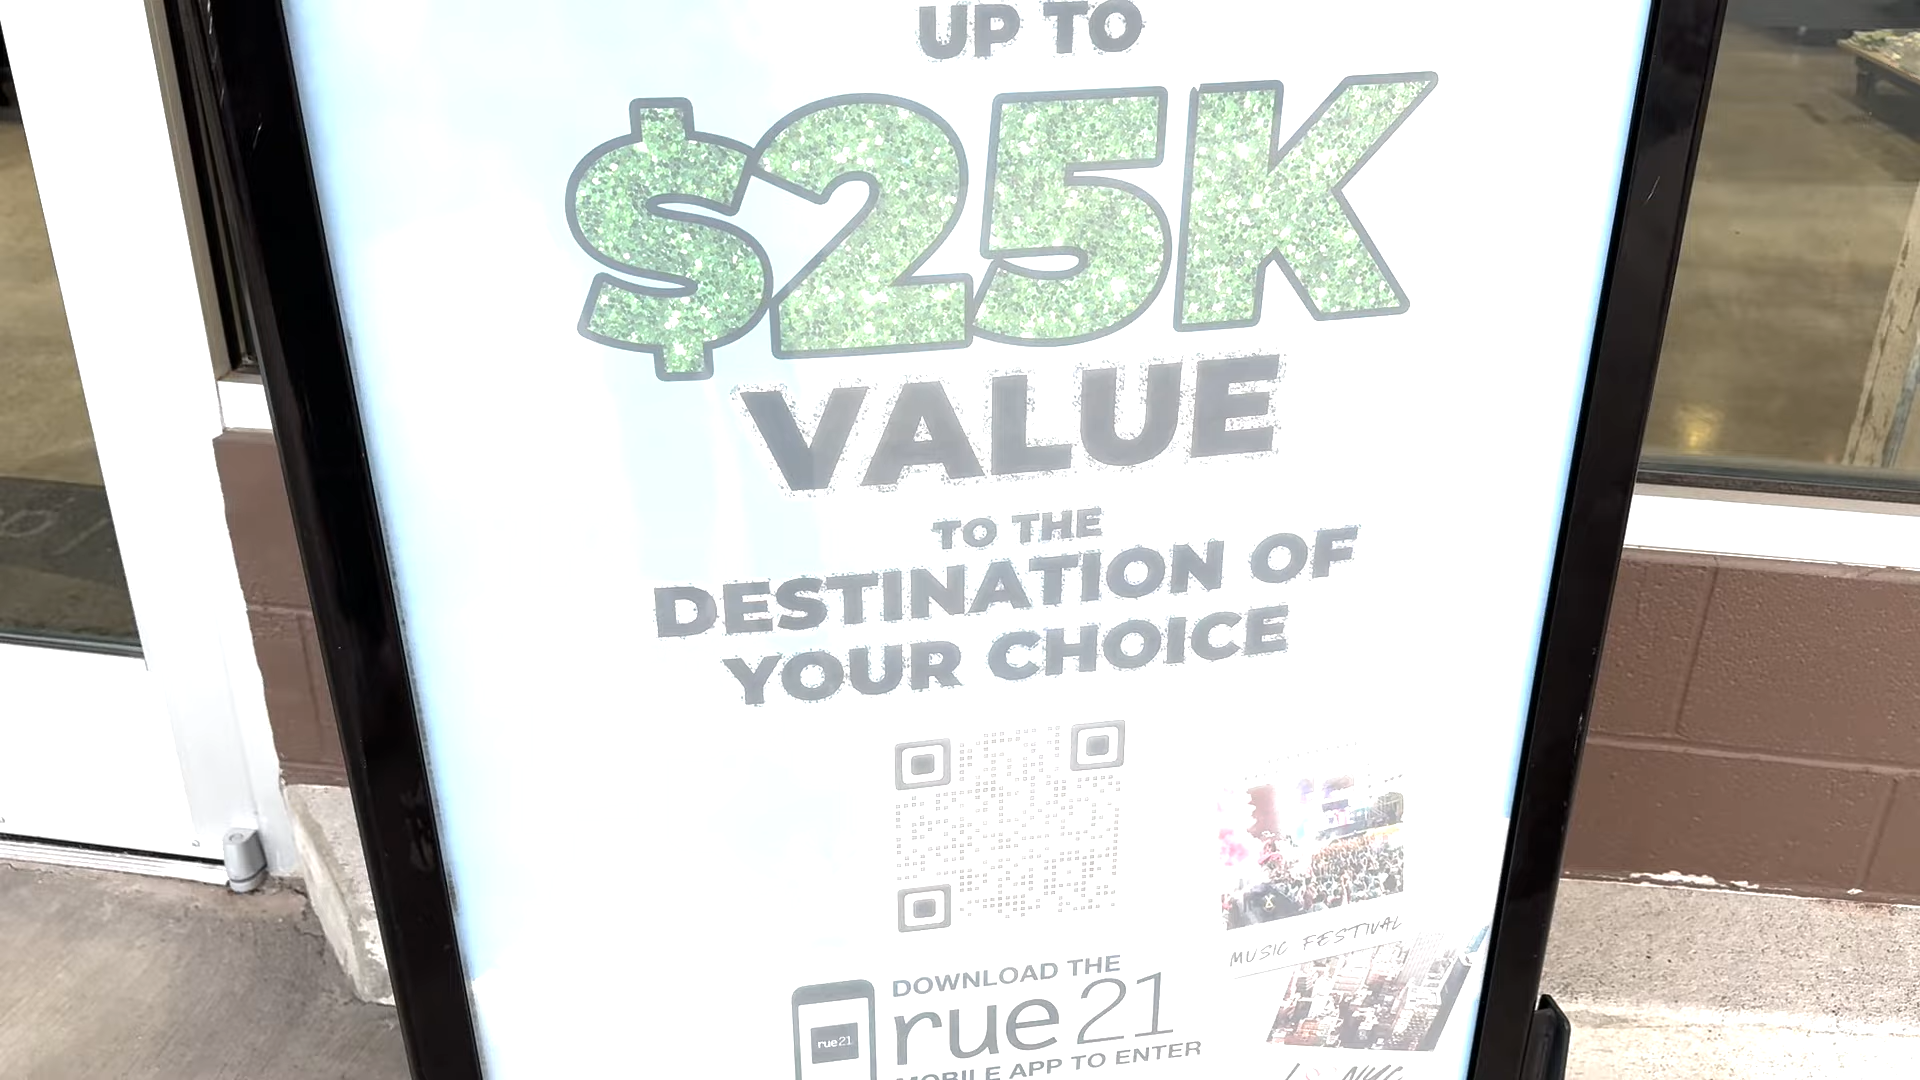 UP TO
$25K
VALUE
TO THE
DESTINATION OF
YOUR CHOICE
MUSIC FESTIVAL
DOWNLOAD THE
rue21
rue21
MOBILE APP TO ENTER
NYC